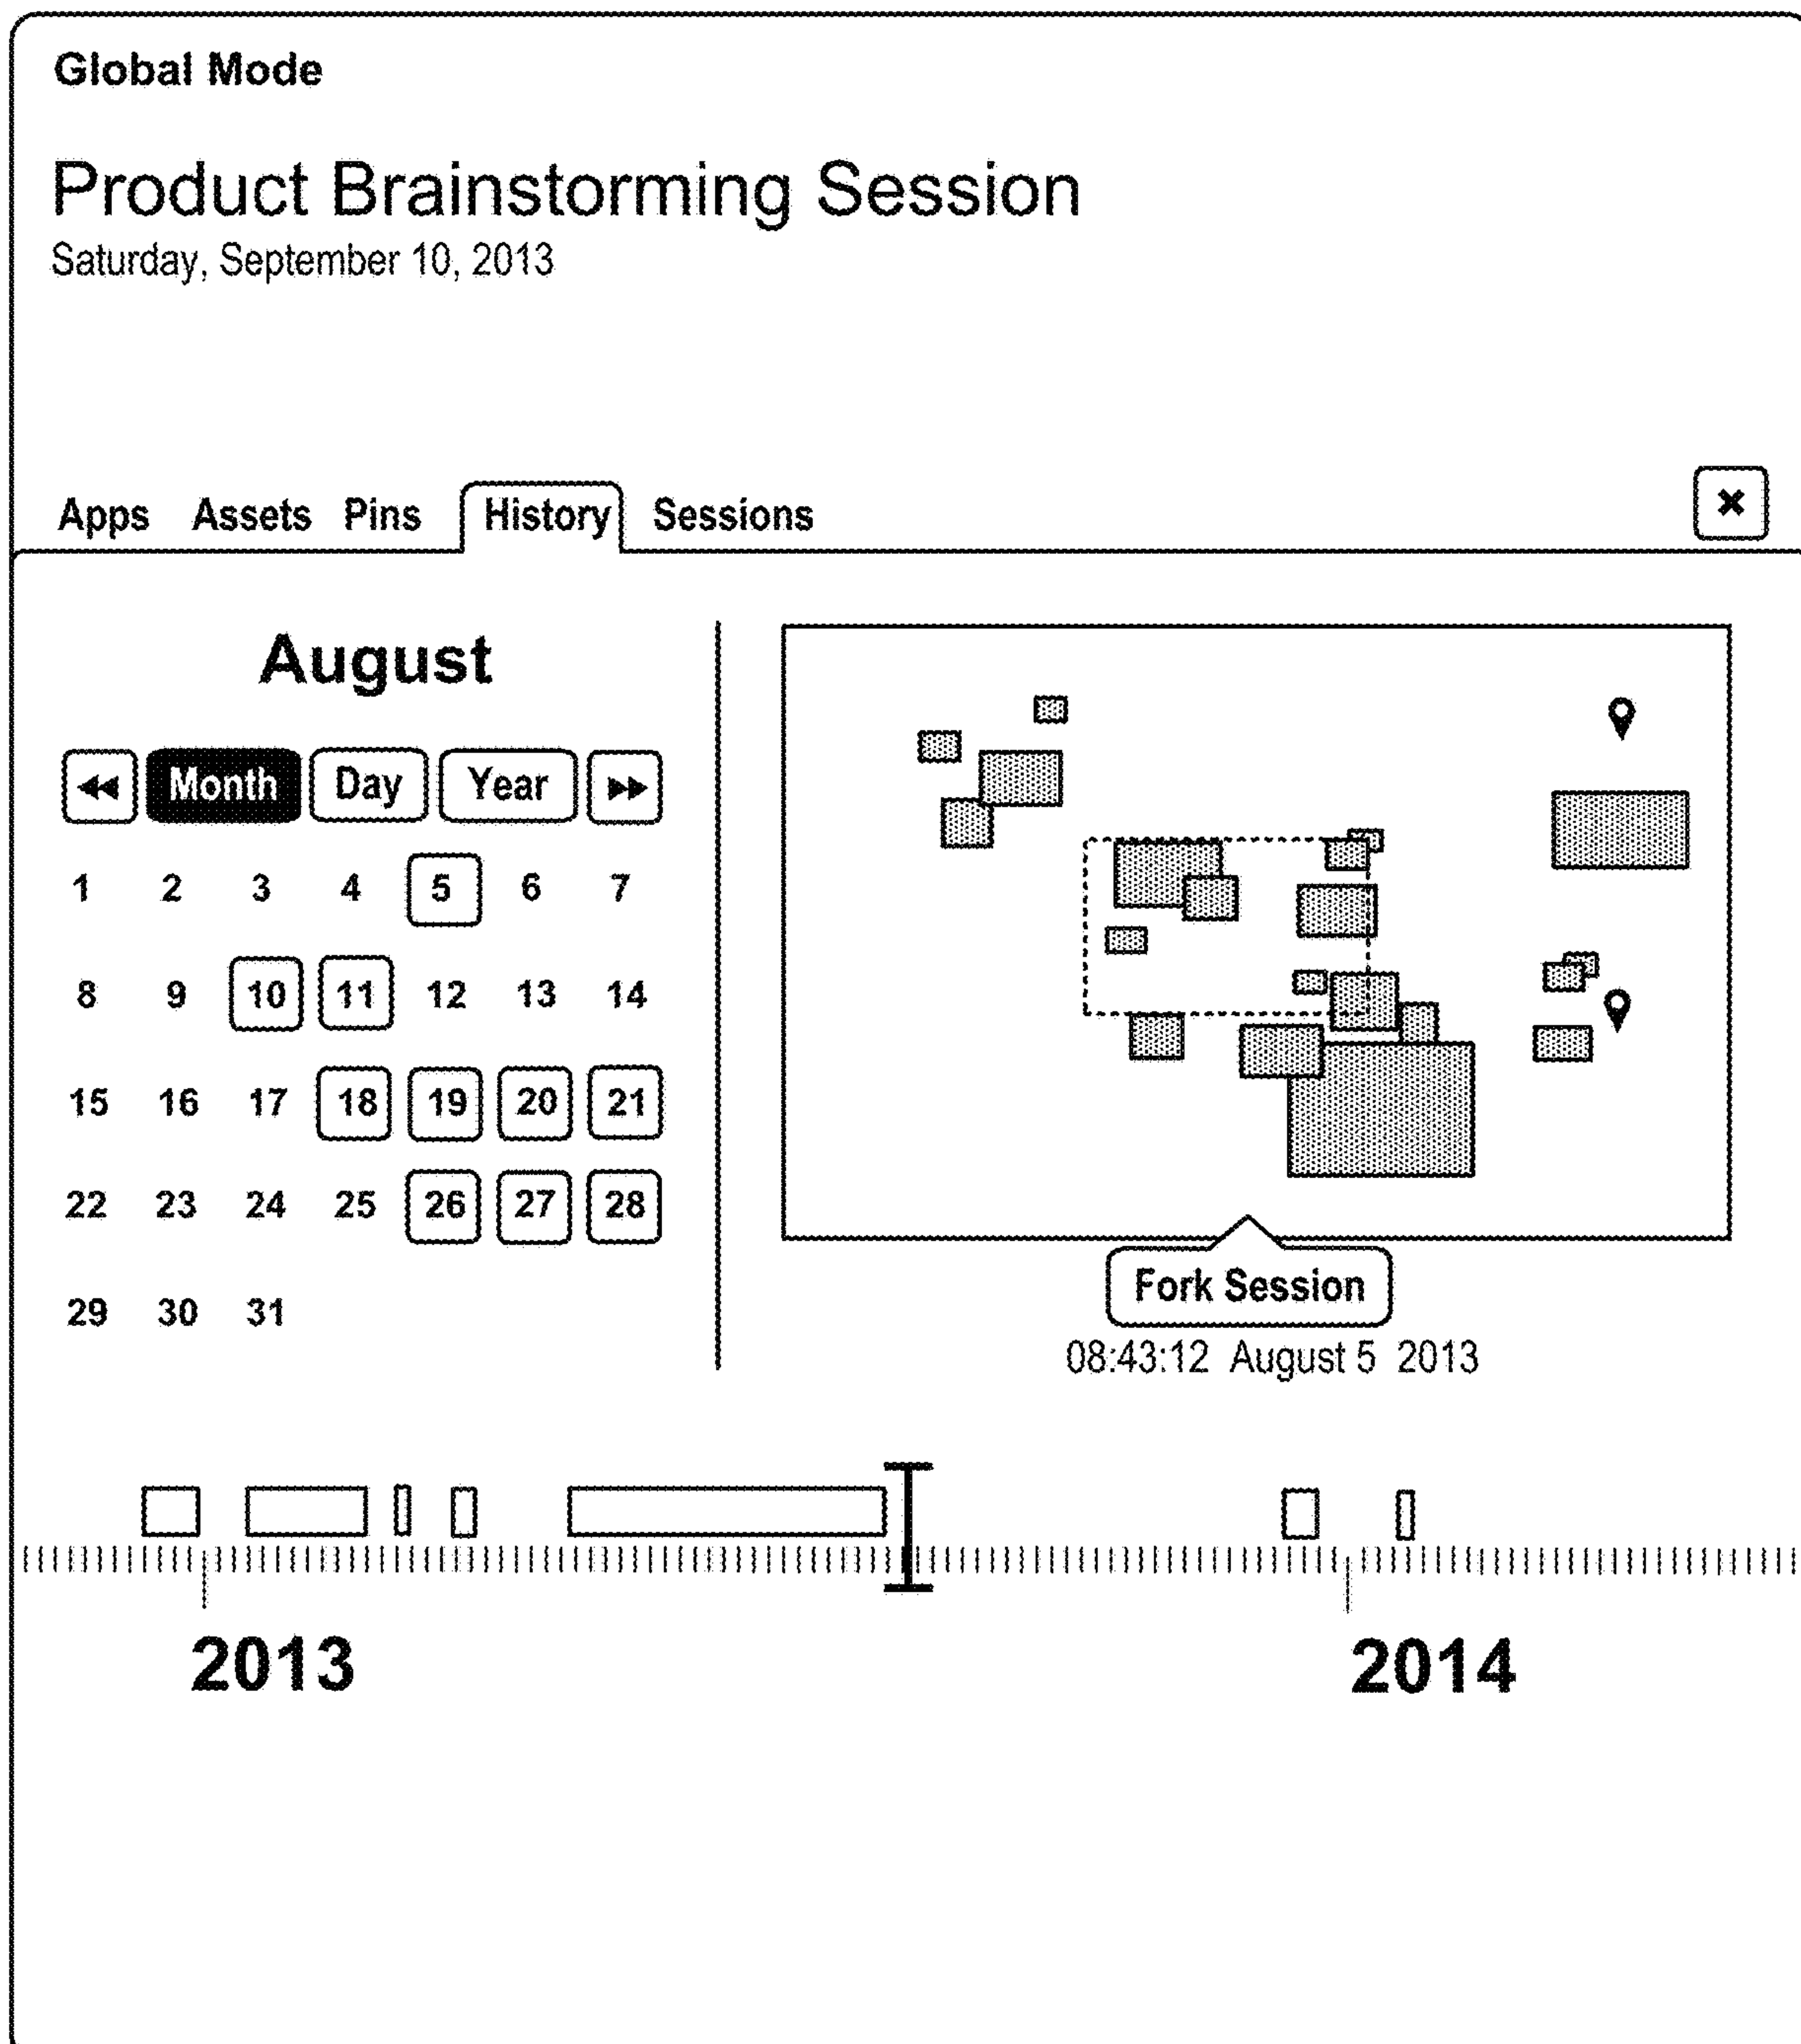 Global Mode
Product Brainstorming Session
Saturday, September 10, 2013
Apps Assets Pins History Sessions
August
Month Day Year
1 2 3 4 5 6 7
8 9 10 11 12 13 14
15 16 17 18 19 20 21
22 23 24 25 26 27 28
29 30 31
Fork Session
08:43:12 August 5 2013
2013 2014